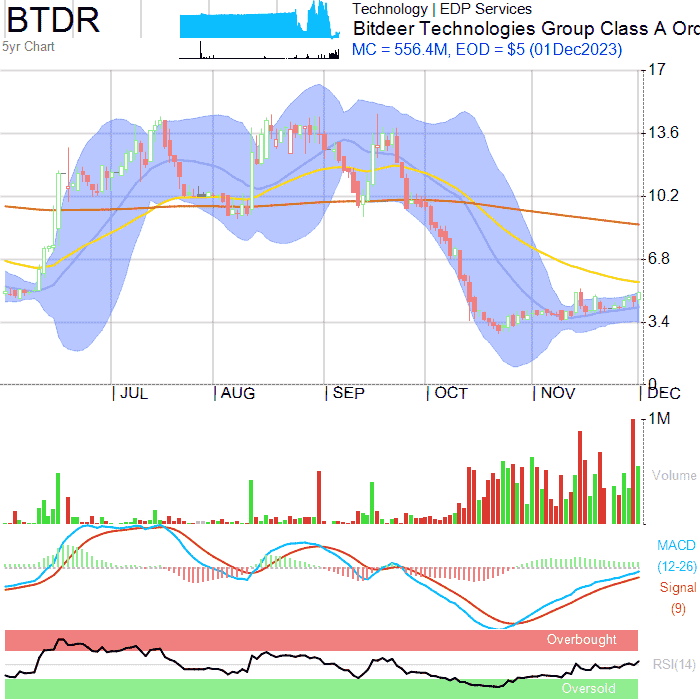 BTDR
5yr Chart
Technology | EDP Services
Bitdeer Technologies Group Class A Ord
MC = 556.4M, EOD = $5 (01Dec2023)
17
13.6
10.2
6.8
3.4
0
JUL AUG SEP OCT NOV DEC
1M
Volume
MACD
(12-26)
Signal
(9)
Overbought
RSI(14)
Oversold